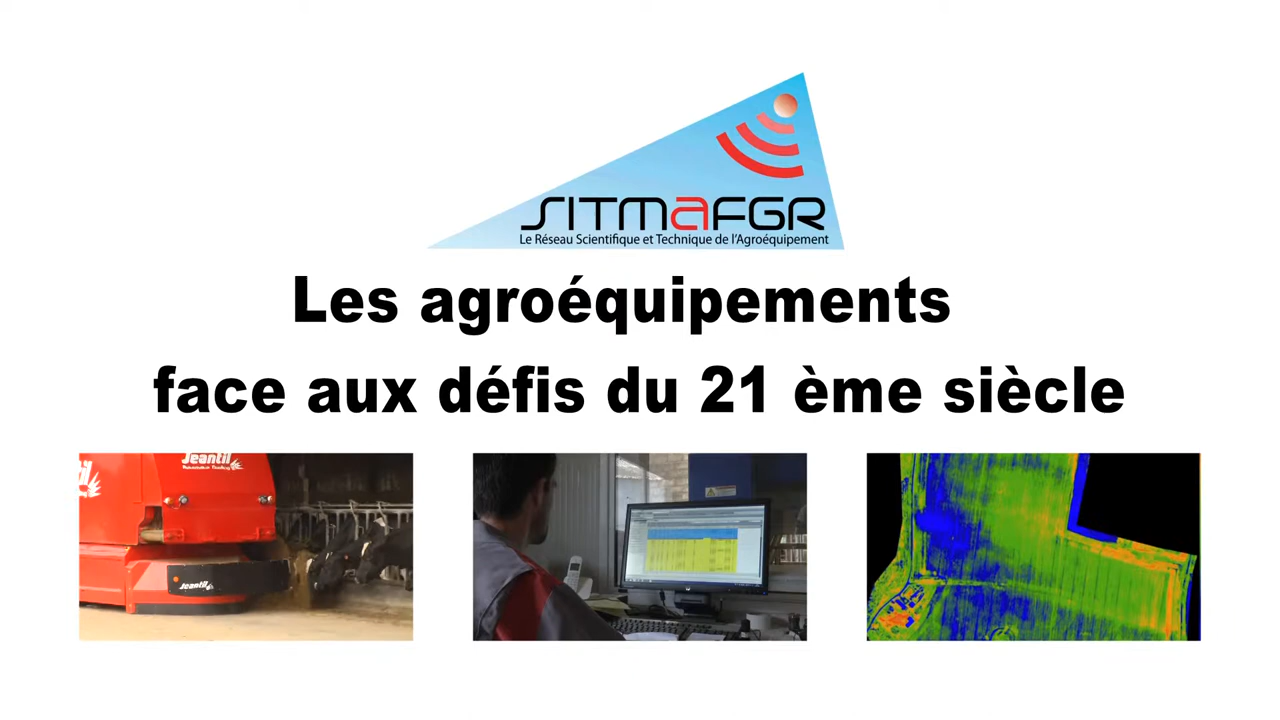 SITMAFGR
Le Réseau Scientifique et Technique de l'Agroéquipement
Les agroéquipements
face aux défis du 21 ème siècle
Jeantil
Jeantil